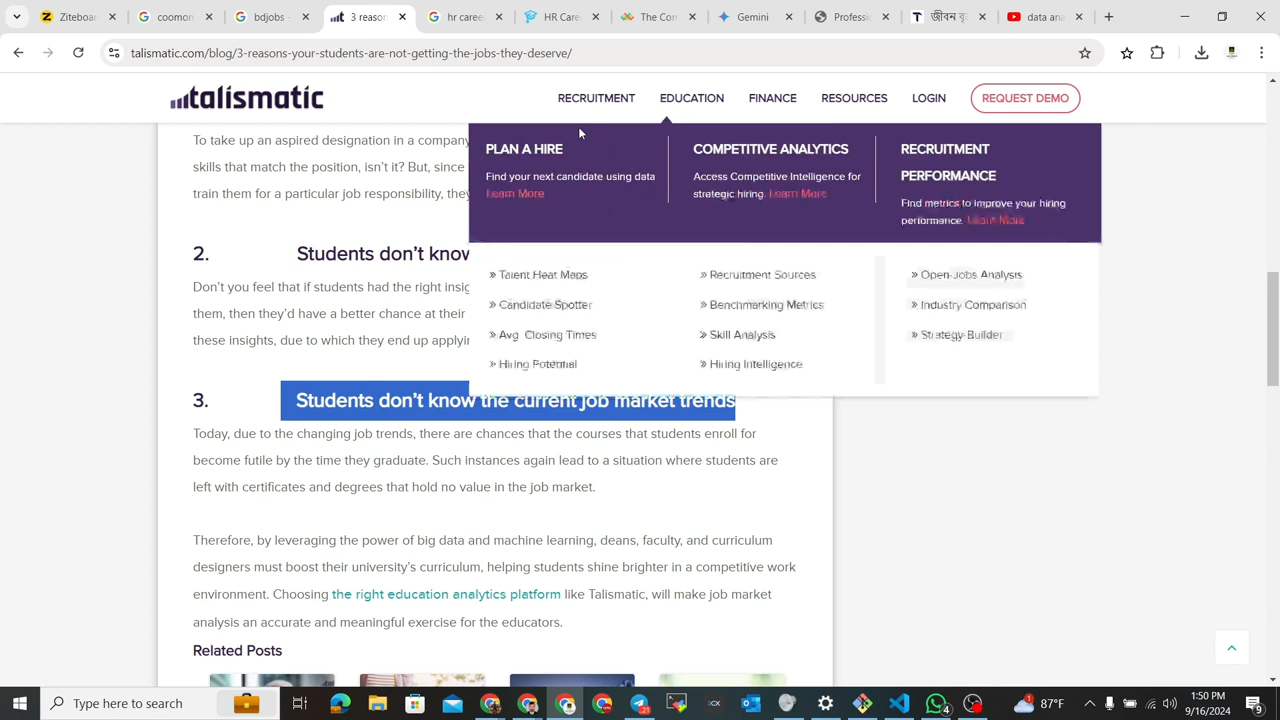 Ziteboar
coomon
bdjobs -
3 reason
hr caree
HR Care
The Com
Gemini
Professio
जीवन वृ
data ana
talismatic.com/blog/3-reasons-your-students-are-not-getting-the-jobs-they-deserve/
talismatic
RECRUITMENT
EDUCATION
FINANCE
RESOURCES
LOGIN
REQUEST DEMO
To take up an aspired designation in a company
skills that match the position, isn't it? But, since
train them for a particular job responsibility, they
PLAN A HIRE
Find your next candidate using data
Learn More
COMPETITIVE ANALYTICS
Access Competitive Intelligence for
strategic hiring. Learn More
RECRUITMENT
PERFORMANCE
Find metrics to improve your hiring
performance. Learn More
» Talent Heat Maps
» Candidate Spotter
» Avg. Closing Times
» Hiring Potential
» Recruitment Sources
» Benchmarking Metrics
» Skill Analysis
» Hiring Intelligence
» Open-Jobs Analysis
» Industry Comparison
» Strategy Builder
2. Students don't know
Don't you feel that if students had the right insig
them, then they'd have a better chance at their
these insights, due to which they end up applyin
3. Students don't know the current job market trends
Today, due to the changing job trends, there are chances that the courses that students enroll for
become futile by the time they graduate. Such instances again lead to a situation where students are
left with certificates and degrees that hold no value in the job market.
Therefore, by leveraging the power of big data and machine learning, deans, faculty, and curriculum
designers must boost their university's curriculum, helping students shine brighter in a competitive work
environment. Choosing the right education analytics platform like Talismatic, will make job market
analysis an accurate and meaningful exercise for the educators.
Related Posts
Type here to search
21
4
1
87°F
1:50 PM
9/16/2024